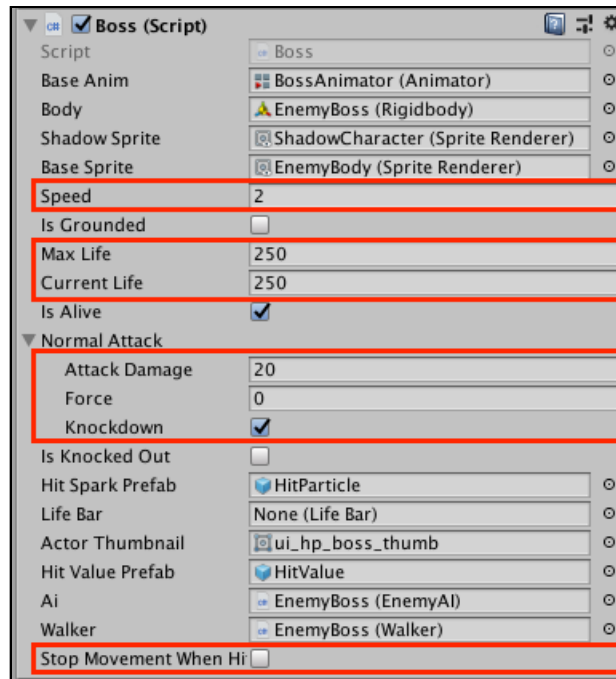 c# Boss (Script)
Script Boss
Base Anim BossAnimator (Animator)
Body EnemyBoss (Rigidbody)
Shadow Sprite ShadowCharacter (Sprite Renderer)
Base Sprite EnemyBody (Sprite Renderer)
Speed 2
Is Grounded
Max Life 250
Current Life 250
Is Alive
Normal Attack
Attack Damage 20
Force 0
Knockdown
Is Knocked Out
Hit Spark Prefab HitParticle
Life Bar None (Life Bar)
Actor Thumbnail ui_hp_boss_thumb
Hit Value Prefab HitValue
Ai EnemyBoss (EnemyAI)
Walker EnemyBoss (Walker)
Stop Movement When Hi